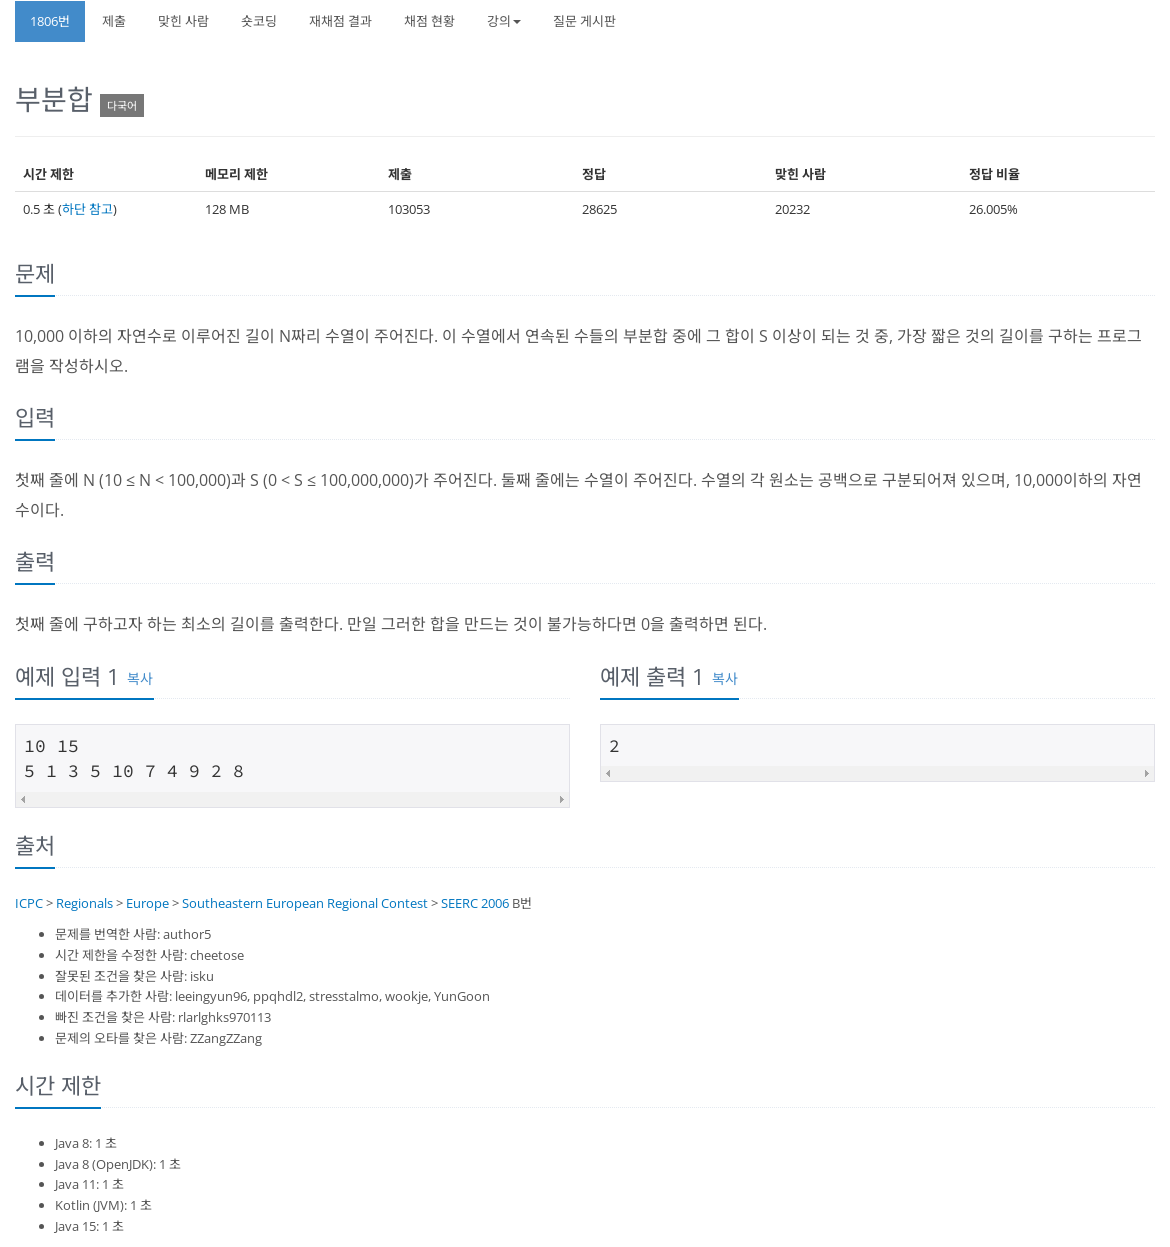 1806번 제출 맞힌 사람 숏코딩 재채점 결과 채점 현황 강의 질문 게시판
부분합 다국어
시간 제한 메모리 제한 제출 정답 맞힌 사람 정답 비율
0.5 초 (하단 참고) 128 MB 103053 28625 20232 26.005%
문제
10,000 이하의 자연수로 이루어진 길이 N짜리 수열이 주어진다. 이 수열에서 연속된 수들의 부분합 중에 그 합이 S 이상이 되는 것 중, 가장 짧은 것의 길이를 구하는 프로그
램을 작성하시오.
입력
첫째 줄에 N (10 ≤ N < 100,000)과 S (0 < S ≤ 100,000,000)가 주어진다. 둘째 줄에는 수열이 주어진다. 수열의 각 원소는 공백으로 구분되어져 있으며, 10,000이하의 자연
수이다.
출력
첫째 줄에 구하고자 하는 최소의 길이를 출력한다. 만일 그러한 합을 만드는 것이 불가능하다면 0을 출력하면 된다.
예제 입력 1 복사
10 15
5 1 3 5 10 7 4 9 2 8
예제 출력 1 복사
2
출처
ICPC > Regionals > Europe > Southeastern European Regional Contest > SEERC 2006 B번
문제를 번역한 사람: author5
시간 제한을 수정한 사람: cheetose
잘못된 조건을 찾은 사람: isku
데이터를 추가한 사람: leeingyun96, ppqhdl2, stresstalmo, wookje, YunGoon
빠진 조건을 찾은 사람: rlarlghks970113
문제의 오타를 찾은 사람: ZZangZZang
시간 제한
Java 8: 1 초
Java 8 (OpenJDK): 1 초
Java 11: 1 초
Kotlin (JVM): 1 초
Java 15: 1 초